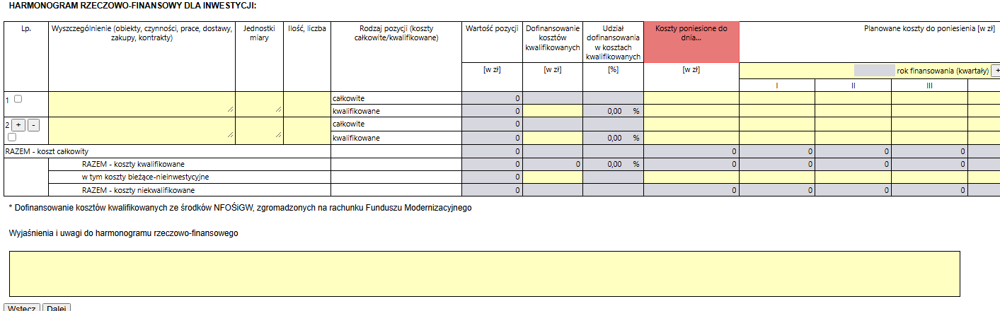 HARMONOGRAM RZECZOWO-FINANSOWY DLA INWESTYCJI:
Lp.
Wyszczególnienie (obiekty, czynności, prace, dostawy,
zakupy, kontrakty)
Jednostki
miary
Ilość, liczba
Rodzaj pozycji (koszty
całkowite/kwalifikowane)
Wartość pozycji
Dofinansowanie
kosztów
kwalifikowanych
Udział
dofinansowania
w kosztach
kwalifikowanych
Koszty poniesione do
dnia...
Planowane koszty do poniesienia [w zł]
[w zł]
[w zł]
[%]
[w zł]
rok finansowania (kwartały) +
I
II
III
1
całkowite
0
kwalifikowane
0
0,00 %
2 + -
całkowite
0
kwalifikowane
0
0,00 %
RAZEM - koszt całkowity
0
0
0
0
0
RAZEM - koszty kwalifikowane
0
0
0,00 %
0
0
0
0
w tym koszty bieżące-nieinwestycyjne
0
RAZEM - koszty niekwalifikowane
0
0
0
0
0
* Dofinansowanie kosztów kwalifikowanych ze środków NFOŚiGW, zgromadzonych na rachunku Funduszu Modernizacyjnego
Wyjaśnienia i uwagi do harmonogramu rzeczowo-finansowego
Wstecz Dalej